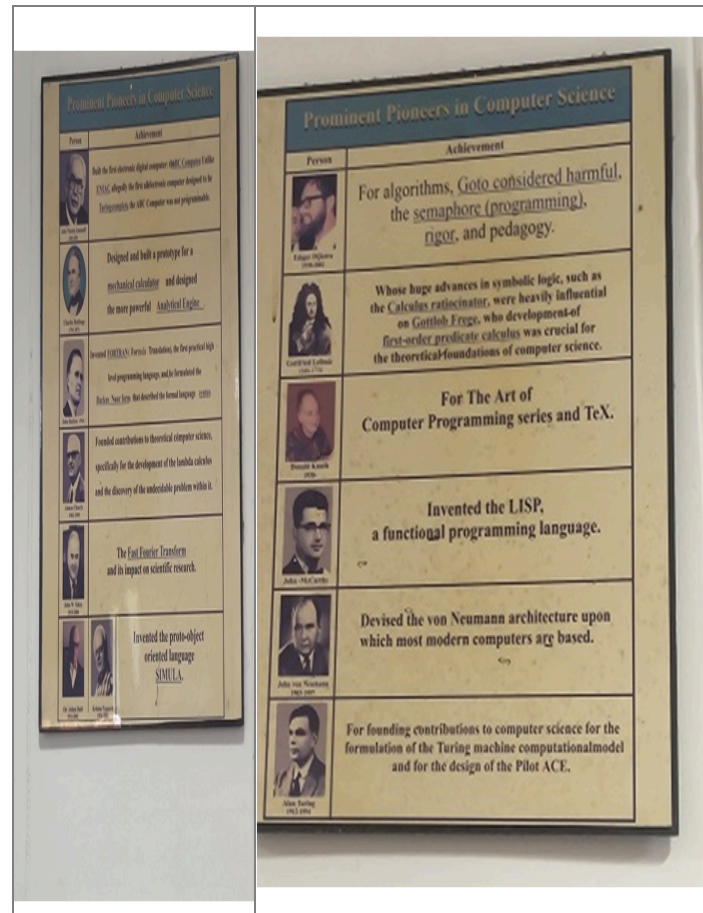 Prominent Pioneers in Computer Science
Person Achievement
Built the first electronic digital computer: the ABC Computer. Unlike
ENIAC, allegedly the first all electronic computer designed to be
Turing complete the ABC Computer was not programmable.
Designed and built a prototype for a
mechanical calculator and designed
the more powerful Analytical Engine.
Charles Babbage
Invented FORTRAN( Formula Translation), the first practical high
level programming language, and he formulated the
Backus_Naur form that described the formal language
John Backus
Founded contributions to theoretical computer science,
specifically for the development of the lambda calculus
and the discovery of the undecidable problem within it.
Alonzo Church
The Fast Fourier Transform
and its impact on scientific research.
John W. Tukey
Invented the proto-object
oriented language
SIMULA.
Prominent Pioneers in Computer Science
Person Achievement
For algorithms, Goto considered harmful,
the semaphore (programming),
rigor, and pedagogy.
Edsger Dijkstra
1930-2002
Whose huge advances in symbolic logic, such as
the Calculus ratiocinator, were heavily influential
on Gottlob Frege, who development of
first-order predicate calculus was crucial for
the theoretical foundations of computer science.
Gottfried Leibniz
For The Art of
Computer Programming series and TeX.
Donald Knuth
1938-
Invented the LISP,
a functional programming language.
John McCarthy
Devised the von Neumann architecture upon
which most modern computers are based.
John von Neumann
1903-1957
For founding contributions to computer science for the
formulation of the Turing machine computationalmodel
and for the design of the Pilot ACE.
Alan Turing
1912-1954